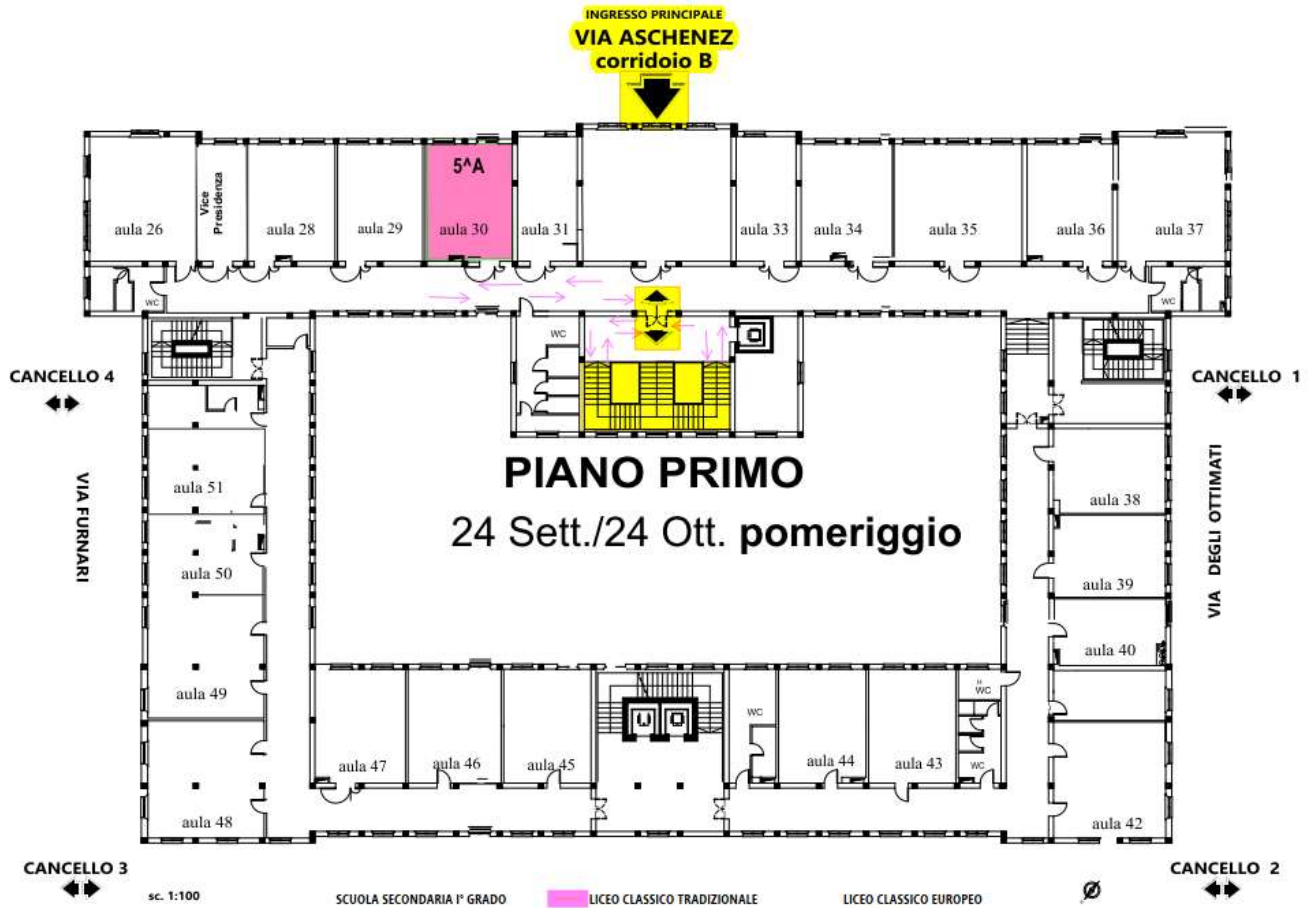 INGRESSO PRINCIPALE
VIA ASCHENEZ
corridoio B
5^A
Vice
Presidenza
aula 26
aula 28
aula 29
aula 30
aula 31
aula 33
aula 34
aula 35
aula 36
aula 37
WC
WC
WC
CANCELLO 4
CANCELLO 1
PIANO PRIMO
24 Sett./24 Ott. pomeriggio
VIA FURNARI
VIA DEGLI OTTIMATI
aula 51
aula 38
aula 50
aula 39
aula 40
aula 49
H
WC
WC
aula 47
aula 46
aula 45
aula 44
aula 43
WC
aula 48
aula 42
CANCELLO 3
CANCELLO 2
sc. 1:100
SCUOLA SECONDARIA I° GRADO
LICEO CLASSICO TRADIZIONALE
LICEO CLASSICO EUROPEO